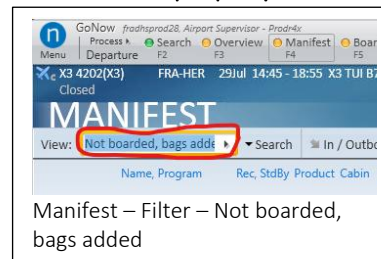 GoNow fradhsprod28, Airport Supervisor - Prodr4x
Process Search Overview Manifest Boar
Menu Departure F2 F3 F4 F5
X3 4202(X3) FRA-HER 29Jul 14:45 - 18:55 X3 TUI B7
Closed
MANIFEST
View: Not boarded, bags adde Search In / Outbo
Name, Program Rec, StdBy Product Cabin
Manifest – Filter – Not boarded,
bags added